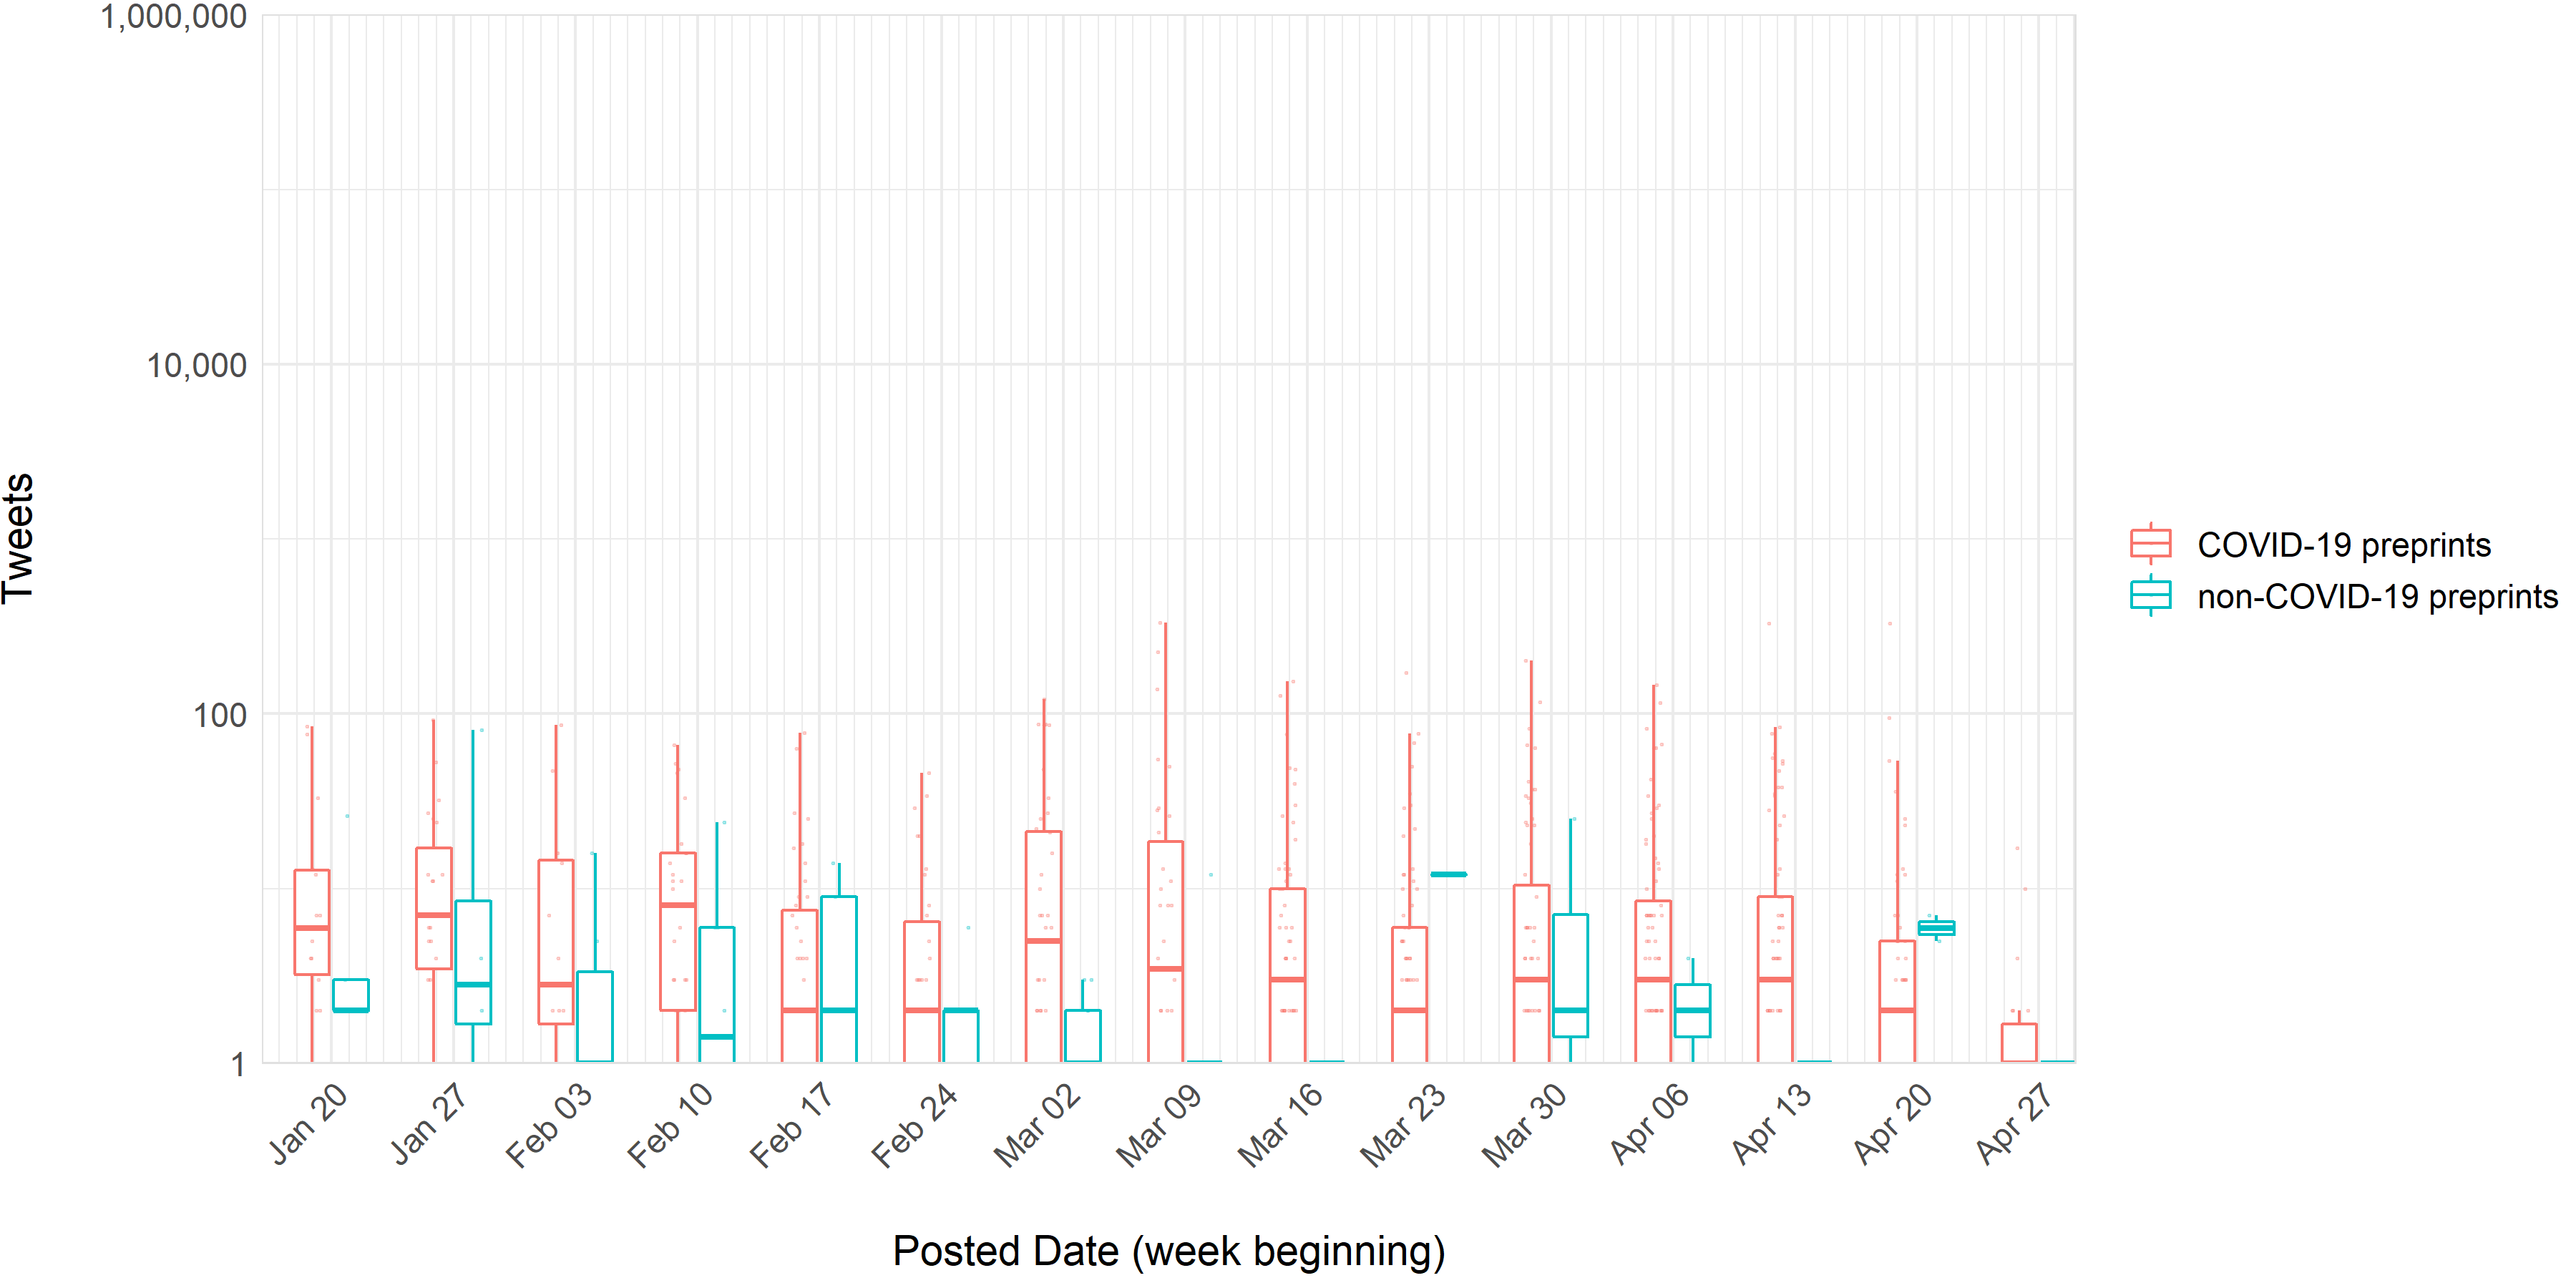 1,000,000
10,000
100
1
Tweets
COVID-19 preprints
non-COVID-19 preprints
Jan 20
Jan 27
Feb 03
Feb 10
Feb 17
Feb 24
Mar 02
Mar 09
Mar 16
Mar 23
Mar 30
Apr 06
Apr 13
Apr 20
Apr 27
Posted Date (week beginning)